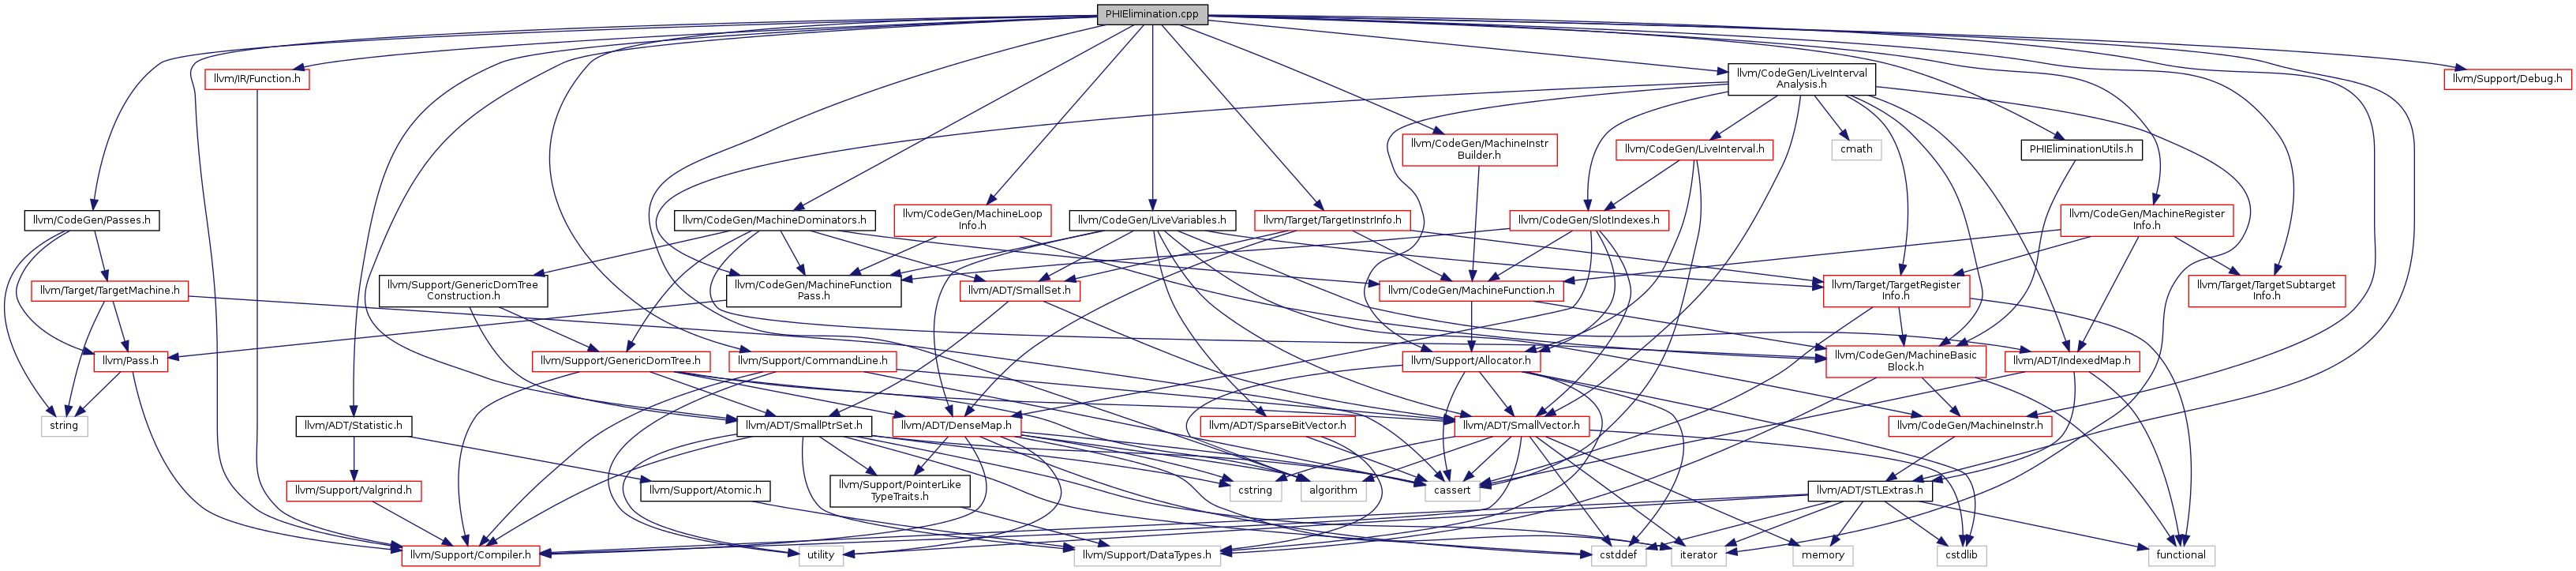 PHIElimination.cpp
llvm/IR/Function.h
llvm/CodeGen/LiveInterval
Analysis.h
llvm/Support/Debug.h
llvm/CodeGen/MachineInstr
Builder.h
llvm/CodeGen/LiveInterval.h
cmath
PHIEliminationUtils.h
llvm/CodeGen/Passes.h
llvm/CodeGen/MachineDominators.h
llvm/CodeGen/MachineLoop
Info.h
llvm/CodeGen/LiveVariables.h
llvm/Target/TargetInstrInfo.h
llvm/CodeGen/SlotIndexes.h
llvm/CodeGen/MachineRegister
Info.h
llvm/Target/TargetMachine.h
llvm/Support/GenericDomTree
Construction.h
llvm/CodeGen/MachineFunction
Pass.h
llvm/ADT/SmallSet.h
llvm/CodeGen/MachineFunction.h
llvm/Target/TargetRegister
Info.h
llvm/Target/TargetSubtarget
Info.h
llvm/Pass.h
llvm/Support/GenericDomTree.h
llvm/Support/CommandLine.h
llvm/Support/Allocator.h
llvm/CodeGen/MachineBasic
Block.h
llvm/ADT/IndexedMap.h
string
llvm/ADT/Statistic.h
llvm/ADT/SmallPtrSet.h
llvm/ADT/DenseMap.h
llvm/ADT/SparseBitVector.h
llvm/ADT/SmallVector.h
llvm/CodeGen/MachineInstr.h
llvm/Support/Valgrind.h
llvm/Support/Atomic.h
llvm/Support/PointerLike
TypeTraits.h
cstring
algorithm
cassert
llvm/ADT/STLExtras.h
llvm/Support/Compiler.h
utility
llvm/Support/DataTypes.h
cstddef
iterator
memory
cstdlib
functional